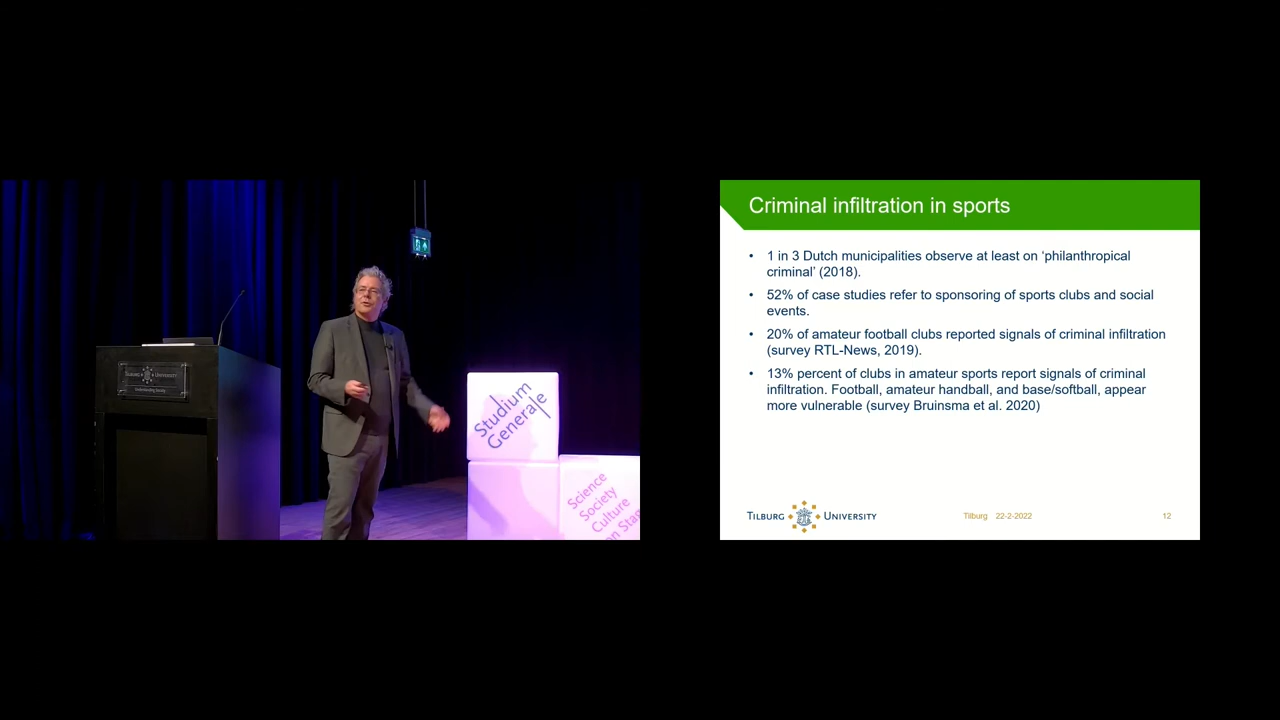 TILBURG UNIVERSITY
Studium
Generale
Science
Society
Culture
Criminal infiltration in sports
• 1 in 3 Dutch municipalities observe at least on ‘philanthropical
criminal’ (2018).
• 52% of case studies refer to sponsoring of sports clubs and social
events.
• 20% of amateur football clubs reported signals of criminal infiltration
(survey RTL-News, 2019).
• 13% percent of clubs in amateur sports report signals of criminal
infiltration. Football, amateur handball, and base/softball, appear
more vulnerable (survey Bruinsma et al. 2020)
TILBURG UNIVERSITY
Tilburg 22-2-2022
12